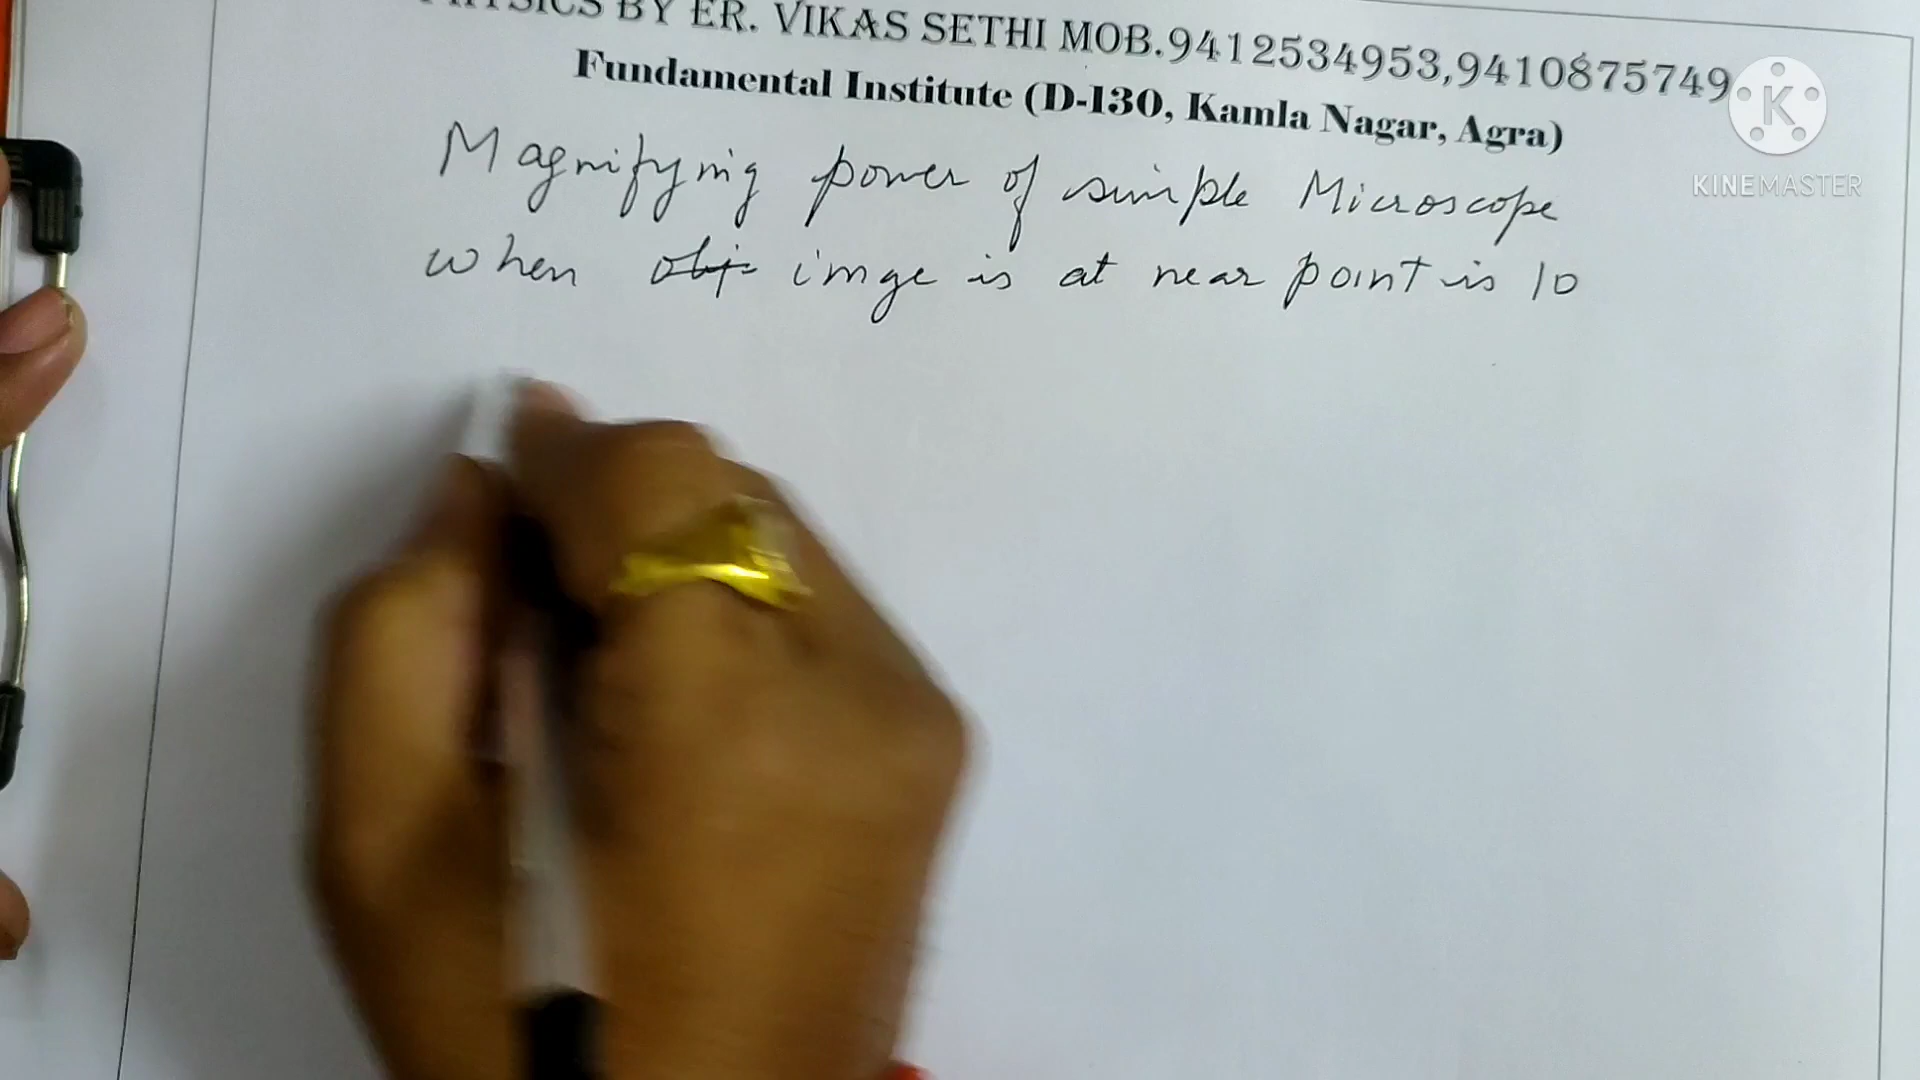 PHYSICS BY ER. VIKAS SETHI MOB.9412534953,9410875749
Fundamental Institute (D-130, Kamla Nagar, Agra)
K
KINEMASTER
Magnifying power of simple Microscope
when obj imge is at near point is 10